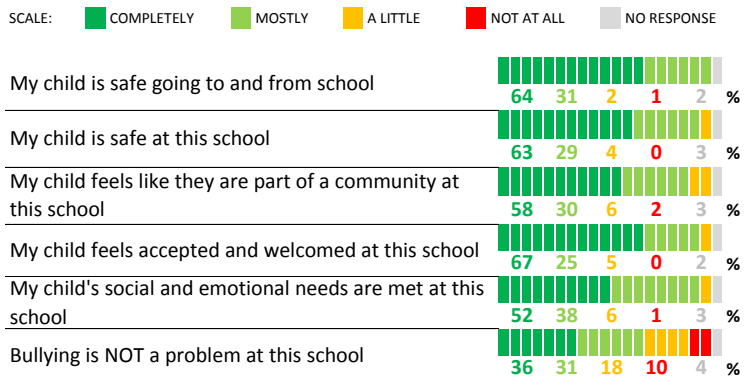 SCALE: COMPLETELY MOSTLY A LITTLE NOT AT ALL NO RESPONSE
My child is safe going to and from school
64 31 2 1 2 %
My child is safe at this school
63 29 4 0 3 %
My child feels like they are part of a community at
this school
58 30 6 2 3 %
My child feels accepted and welcomed at this school
67 25 5 0 2 %
My child's social and emotional needs are met at this
school
52 38 6 1 3 %
Bullying is NOT a problem at this school
36 31 18 10 4 %